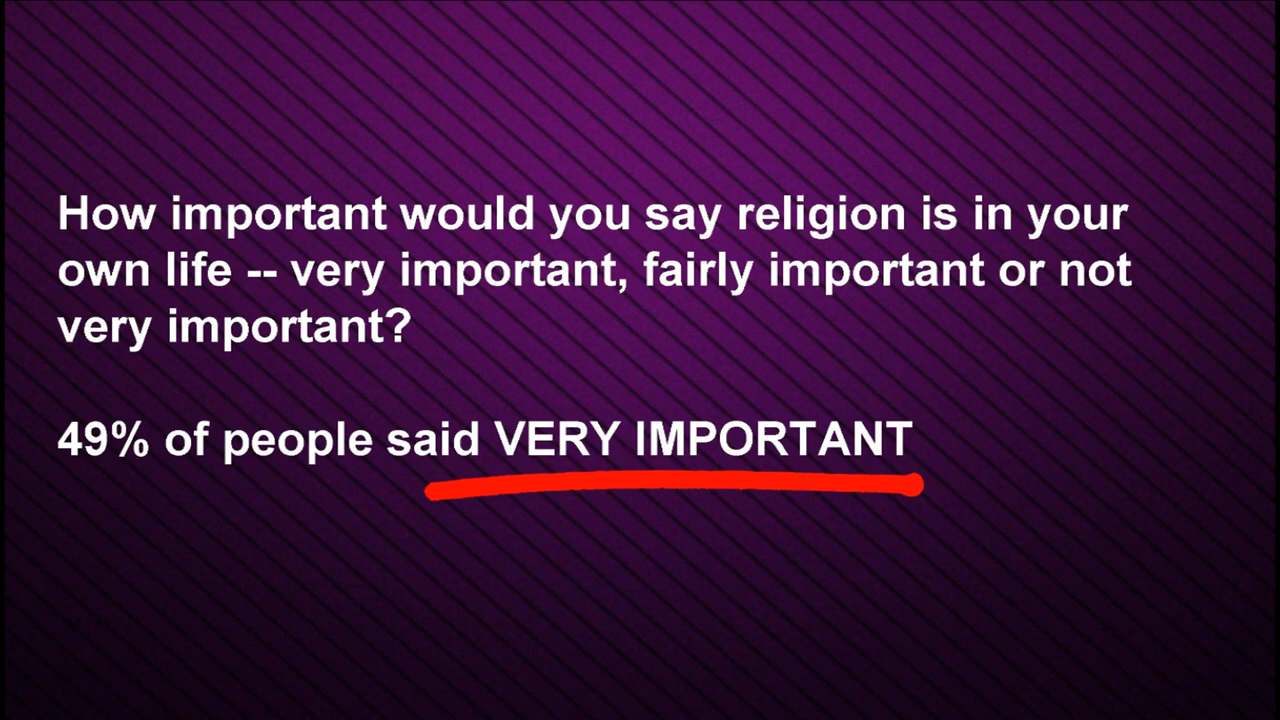 How important would you say religion is in your
own life -- very important, fairly important or not
very important?
49% of people said VERY IMPORTANT